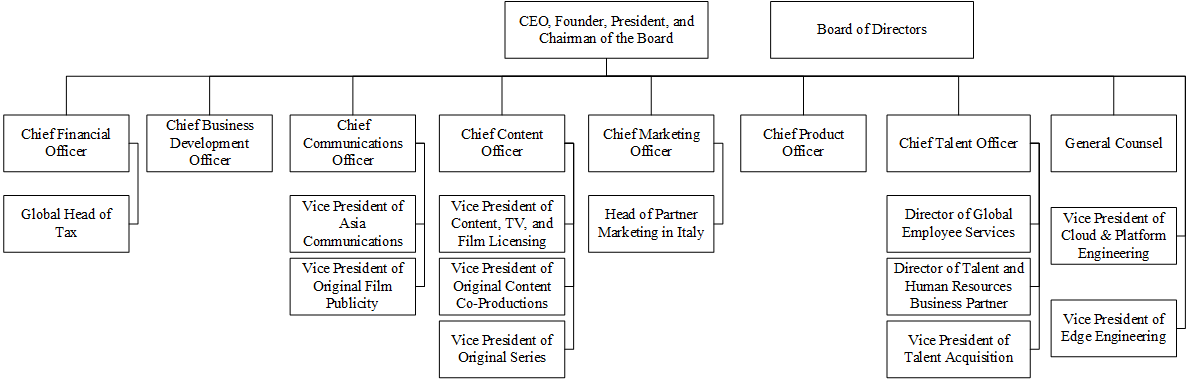 CEO, Founder, President, and
Chairman of the Board
Board of Directors
Chief Financial
Officer
Chief Business
Development
Officer
Chief
Communications
Officer
Chief Content
Officer
Chief Marketing
Officer
Chief Product
Officer
Chief Talent Officer
General Counsel
Global Head of
Tax
Vice President of
Asia
Communications
Vice President of
Content, TV, and
Film Licensing
Head of Partner
Marketing in Italy
Director of Global
Employee Services
Vice President of
Cloud & Platform
Engineering
Vice President of
Original Film
Publicity
Vice President of
Original Content
Co-Productions
Director of Talent and
Human Resources
Business Partner
Vice President of
Original Series
Vice President of
Talent Acquisition
Vice President of
Edge Engineering